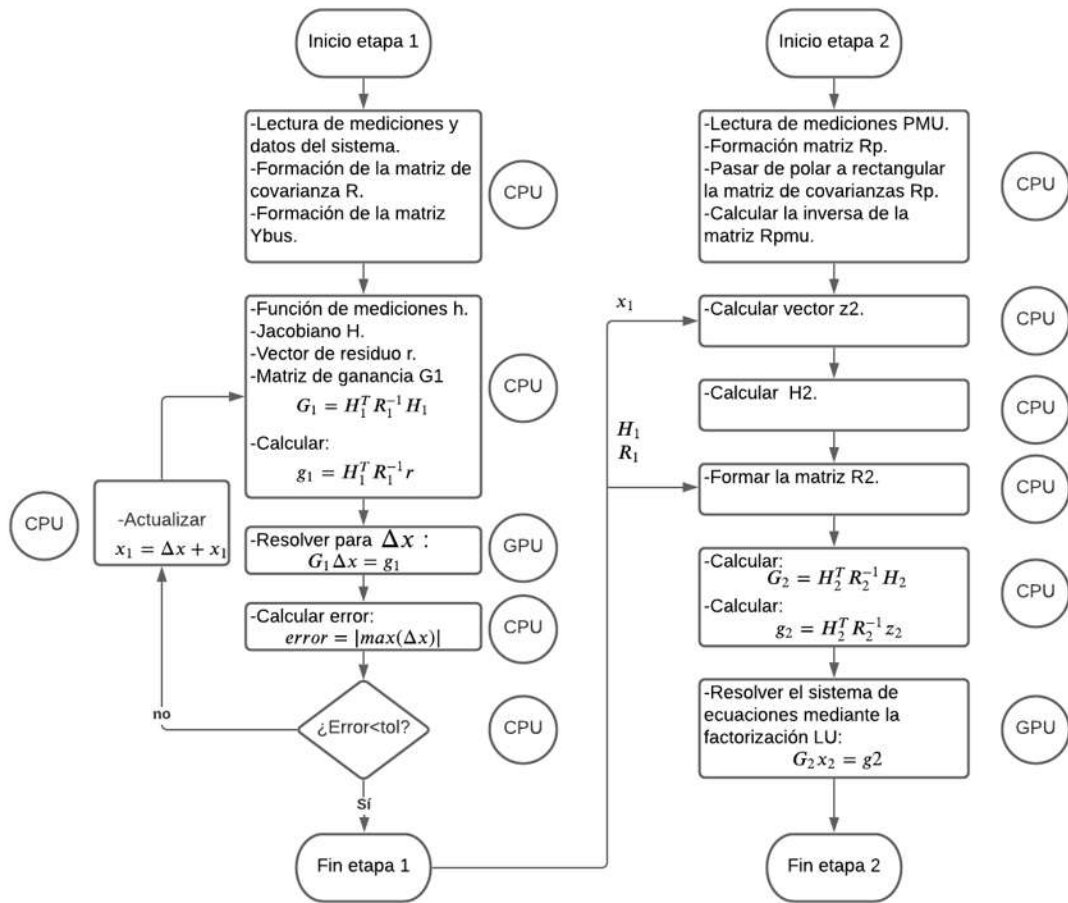 Inicio etapa 1
-Lectura de mediciones y
datos del sistema.
-Formación de la matriz de
covarianza R.
-Formación de la matriz
Ybus.
CPU
-Función de mediciones h.
-Jacobiano H.
-Vector de residuo r.
-Matriz de ganancia G1
G₁ = H₁ᵀ R₁⁻¹ H₁
-Calcular:
g₁ = H₁ᵀ R₁⁻¹ r
CPU
-Actualizar
x₁ = Δx + x₁
CPU
-Resolver para Δx :
G₁ Δx = g₁
GPU
-Calcular error:
error = |max(Δx)|
CPU
¿Error<tol?
CPU
no
Sí
Fin etapa 1
x₁
H₁
R₁
Inicio etapa 2
-Lectura de mediciones PMU.
-Formación matriz Rp.
-Pasar de polar a rectangular
la matriz de covarianzas Rp.
-Calcular la inversa de la
matriz Rpmu.
CPU
-Calcular vector z2.
CPU
-Calcular H2.
CPU
-Formar la matriz R2.
CPU
-Calcular:
G₂ = H₂ᵀ R₂⁻¹ H₂
-Calcular:
g₂ = H₂ᵀ R₂⁻¹ z₂
CPU
-Resolver el sistema de
ecuaciones mediante la
factorización LU:
G₂x₂ = g2
GPU
Fin etapa 2